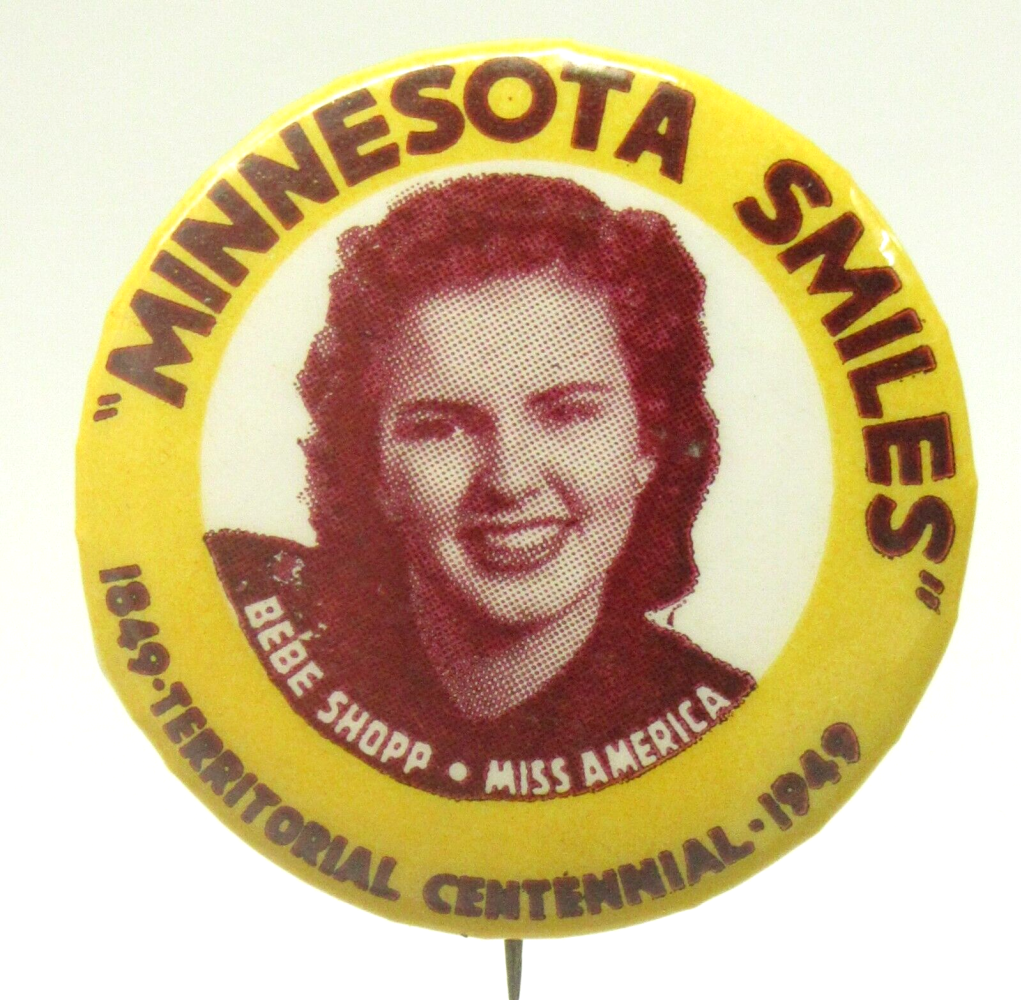 "MINNESOTA SMILES"
BEBE SHOPP • MISS AMERICA
1849·TERRITORIAL CENTENNIAL·1949